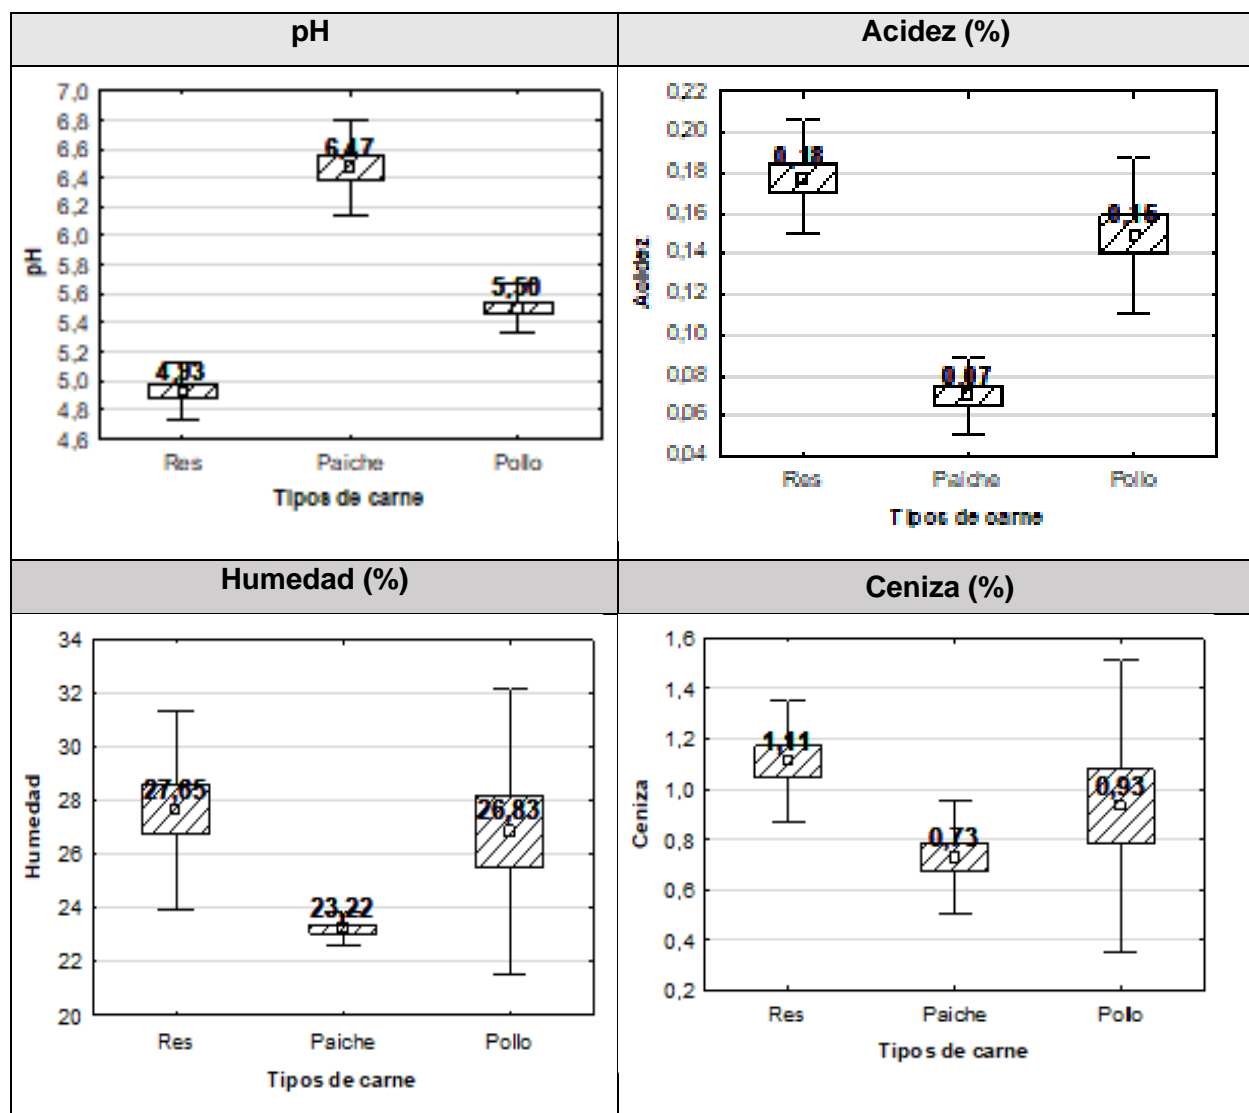 pH
Acidez (%)
7,0
6,8
6,6
6,4
6,2
6,0
5,8
5,6
5,4
5,2
5,0
4,8
4,6
pH
6,47
5,50
4,93
Res
Paiche
Pollo
Tipos de carne
0,22
0,20
0,18
0,16
0,14
0,12
0,10
0,08
0,06
0,04
Acidez
0,18
0,15
0,07
Res
Paiche
Pollo
Tipos de carne
Humedad (%)
Ceniza (%)
34
32
30
28
26
24
22
20
Humedad
27,65
26,83
23,22
Res
Paiche
Pollo
Tipos de carne
1,6
1,4
1,2
1,0
0,8
0,6
0,4
0,2
Ceniza
1,11
0,93
0,73
Res
Paiche
Pollo
Tipos de carne